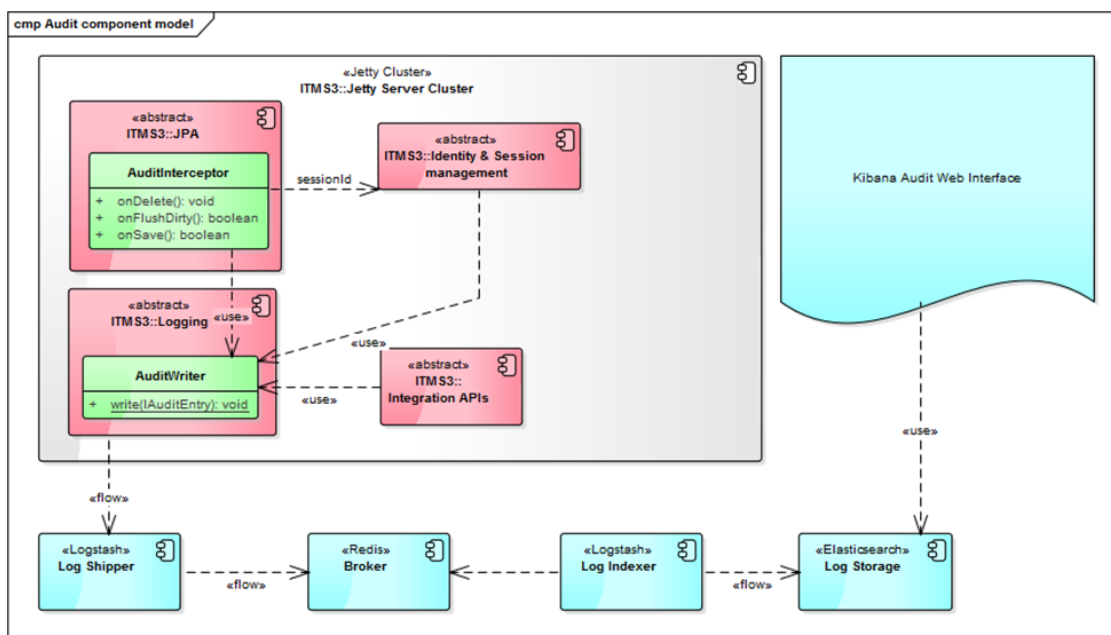 cmp Audit component model
«Jetty Cluster»
ITMS3::Jetty Server Cluster
«abstract»
ITMS3::JPA
AuditInterceptor
+ onDelete(): void
+ onFlushDirty(): boolean
+ onSave(): boolean
sessionId
«abstract»
ITMS3::Identity & Session
management
Kibana Audit Web Interface
«abstract»
ITMS3::Logging
«use»
AuditWriter
+ write(IAuditEntry): void
«use»
«abstract»
ITMS3::
Integration APIs
«use»
«use»
«flow»
«Logstash»
Log Shipper
«flow»
«Redis»
Broker
«Logstash»
Log Indexer
«flow»
«Elasticsearch»
Log Storage